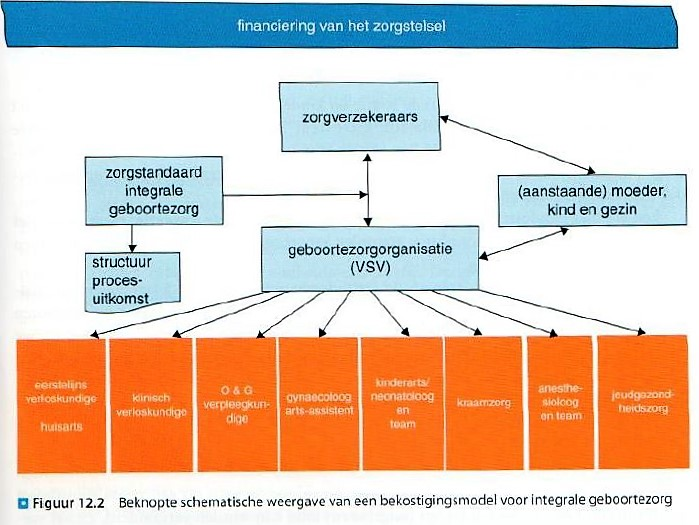 financiering van het zorgstelsel
zorgverzekeraars
zorgstandaard
integrale
geboortezorg
(aanstaande) moeder,
kind en gezin
structuur
proces-
uitkomst
geboortezorgorganisatie
(VSV)
eerstelijns
verloskundige
huisarts
klinisch
verloskundige
O & G
verpleegkun-
dige
gynaecoloog
arts-assistent
kinderarts/
neonatoloog
en
team
kraamzorg
anesthe-
sioloog
en team
jeudgezond-
heidszorg
Figuur 12.2 Beknopte schematische weergave van een bekostigingsmodel voor integrale geboortezorg